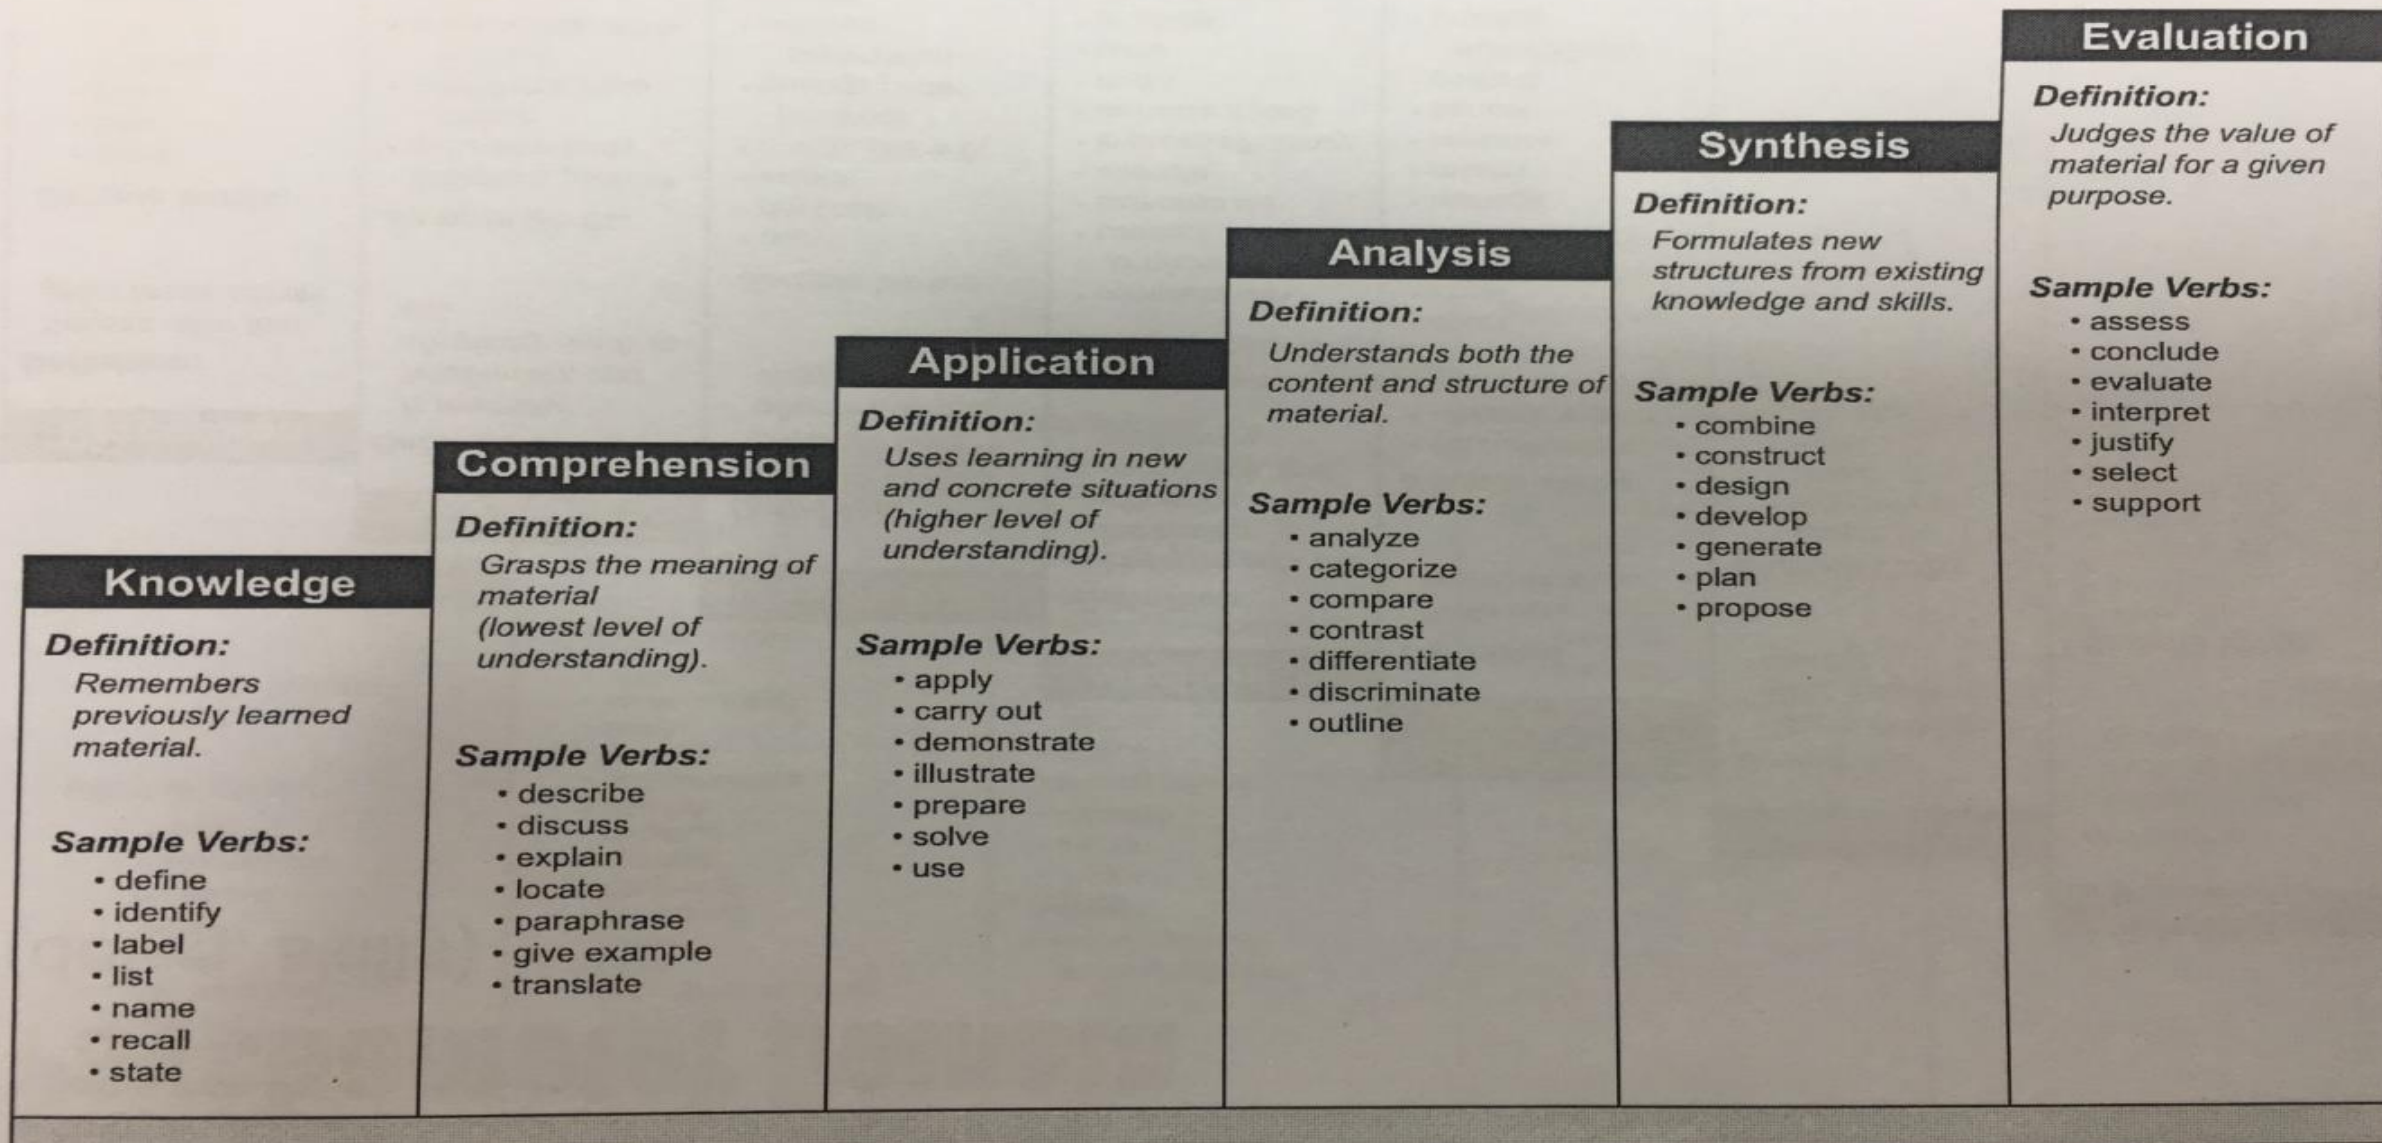 Knowledge
Definition:
Remembers
previously learned
material.
Sample Verbs:
• define
• identify
• label
• list
• name
• recall
• state
Comprehension
Definition:
Grasps the meaning of
material
(lowest level of
understanding).
Sample Verbs:
• describe
• discuss
• explain
• locate
• paraphrase
• give example
• translate
Application
Definition:
Uses learning in new
and concrete situations
(higher level of
understanding).
Sample Verbs:
• apply
• carry out
• demonstrate
• illustrate
• prepare
• solve
• use
Analysis
Definition:
Understands both the
content and structure of
material.
Sample Verbs:
• analyze
• categorize
• compare
• contrast
• differentiate
• discriminate
• outline
Synthesis
Definition:
Formulates new
structures from existing
knowledge and skills.
Sample Verbs:
• combine
• construct
• design
• develop
• generate
• plan
• propose
Evaluation
Definition:
Judges the value of
material for a given
purpose.
Sample Verbs:
• assess
• conclude
• evaluate
• interpret
• justify
• select
• support